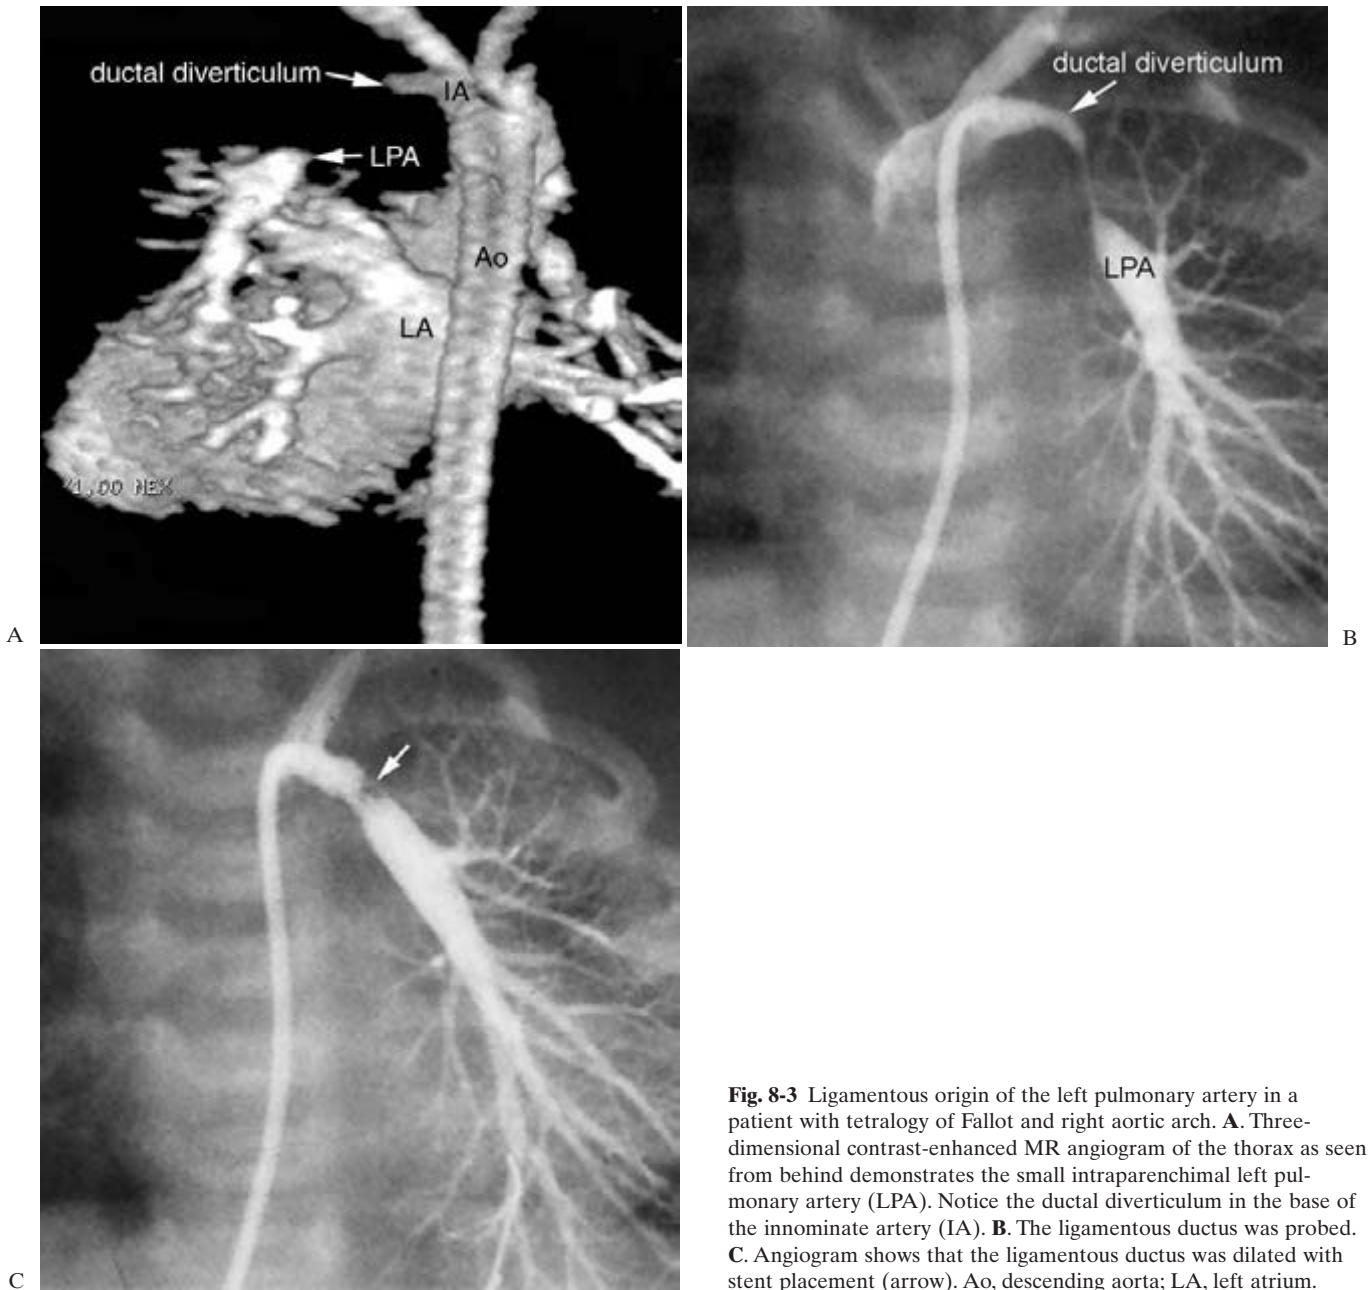 ductal diverticulum
IA
LPA
Ao
LA
1.00 NEX
A
ductal diverticulum
LPA
B
C
Fig. 8-3 Ligamentous origin of the left pulmonary artery in a
patient with tetralogy of Fallot and right aortic arch. A. Three-
dimensional contrast-enhanced MR angiogram of the thorax as seen
from behind demonstrates the small intraparenchimal left pul-
monary artery (LPA). Notice the ductal diverticulum in the base of
the innominate artery (IA). B. The ligamentous ductus was probed.
C. Angiogram shows that the ligamentous ductus was dilated with
stent placement (arrow). Ao, descending aorta; LA, left atrium.